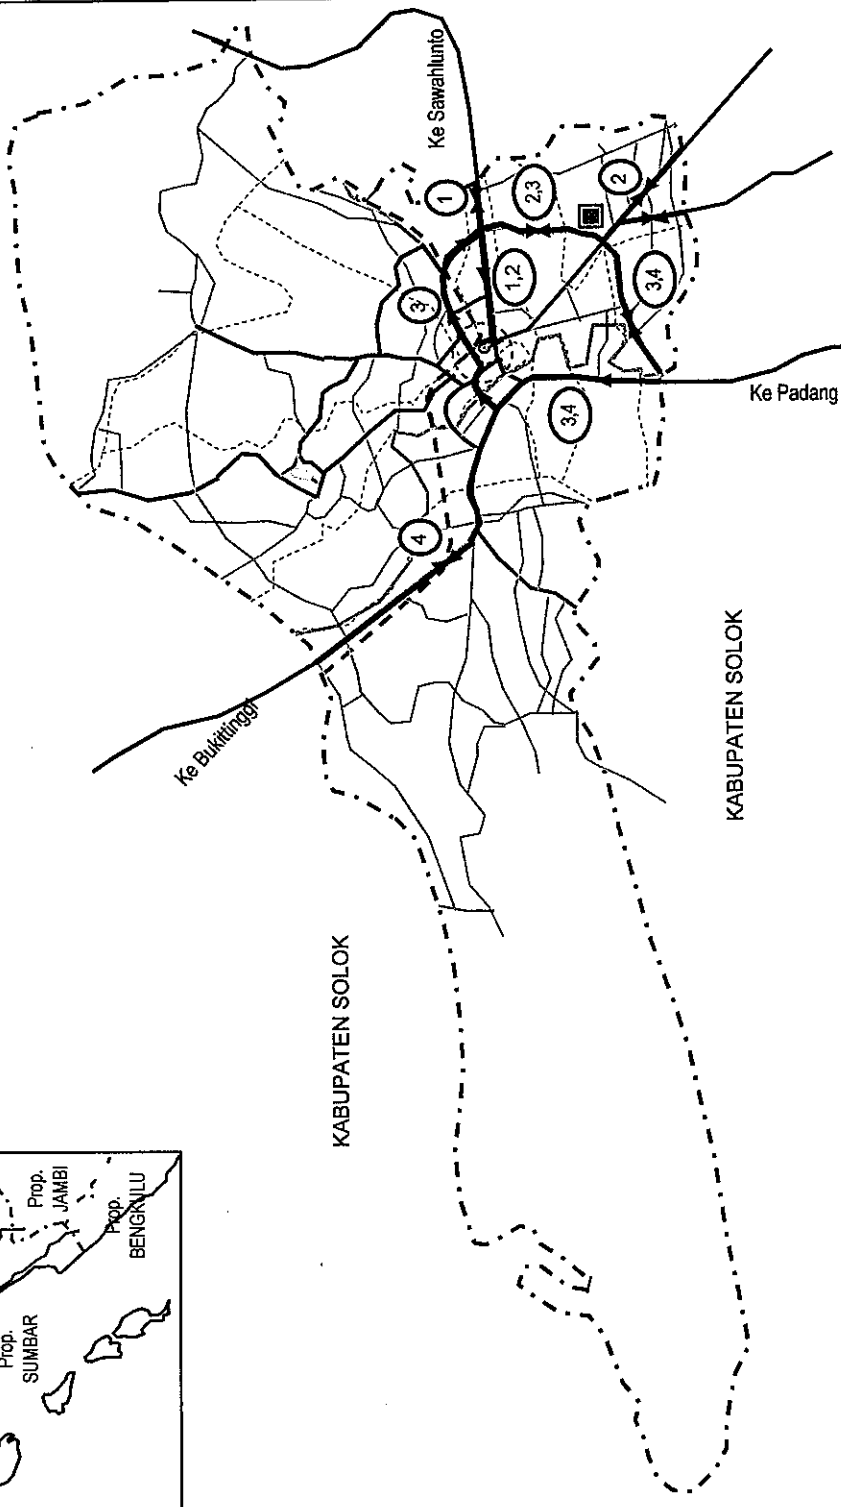 Ke Sawahlunto
1
2,3
2
1,2
3
3,4
Ke Padang
3,4
4
Ke Bukittinggi
KABUPATEN SOLOK
KABUPATEN SOLOK
Prop.
JAMBI
Prop.
BENGKULU
Prop.
SUMBAR